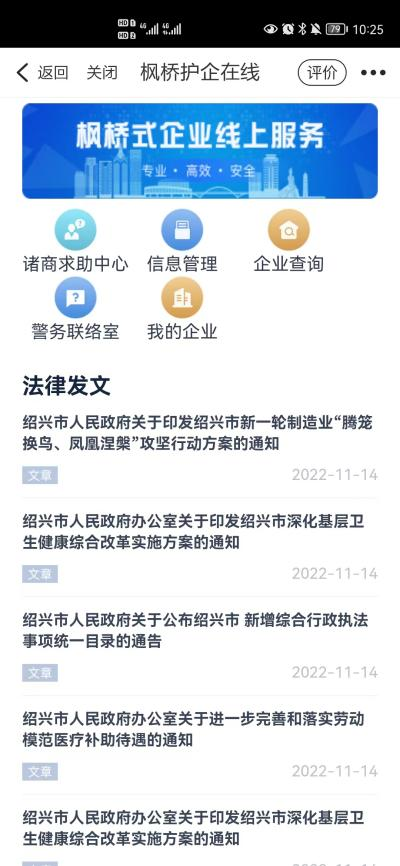 HD 1 4G 4G 79 10:25
HD 2
返回 关闭 枫桥护企在线 评价
枫桥式企业线上服务
专业 · 高效 · 安全
诸商求助中心 信息管理 企业查询
警务联络室 我的企业
法律发文
绍兴市人民政府关于印发绍兴市新一轮制造业“腾笼
换鸟、凤凰涅槃”攻坚行动方案的通知
文章 2022-11-14
绍兴市人民政府办公室关于印发绍兴市深化基层卫
生健康综合改革实施方案的通知
文章 2022-11-14
绍兴市人民政府关于公布绍兴市 新增综合行政执法
事项统一目录的通告
文章 2022-11-14
绍兴市人民政府办公室关于进一步完善和落实劳动
模范医疗补助待遇的通知
文章 2022-11-14
绍兴市人民政府办公室关于印发绍兴市深化基层卫
生健康综合改革实施方案的通知